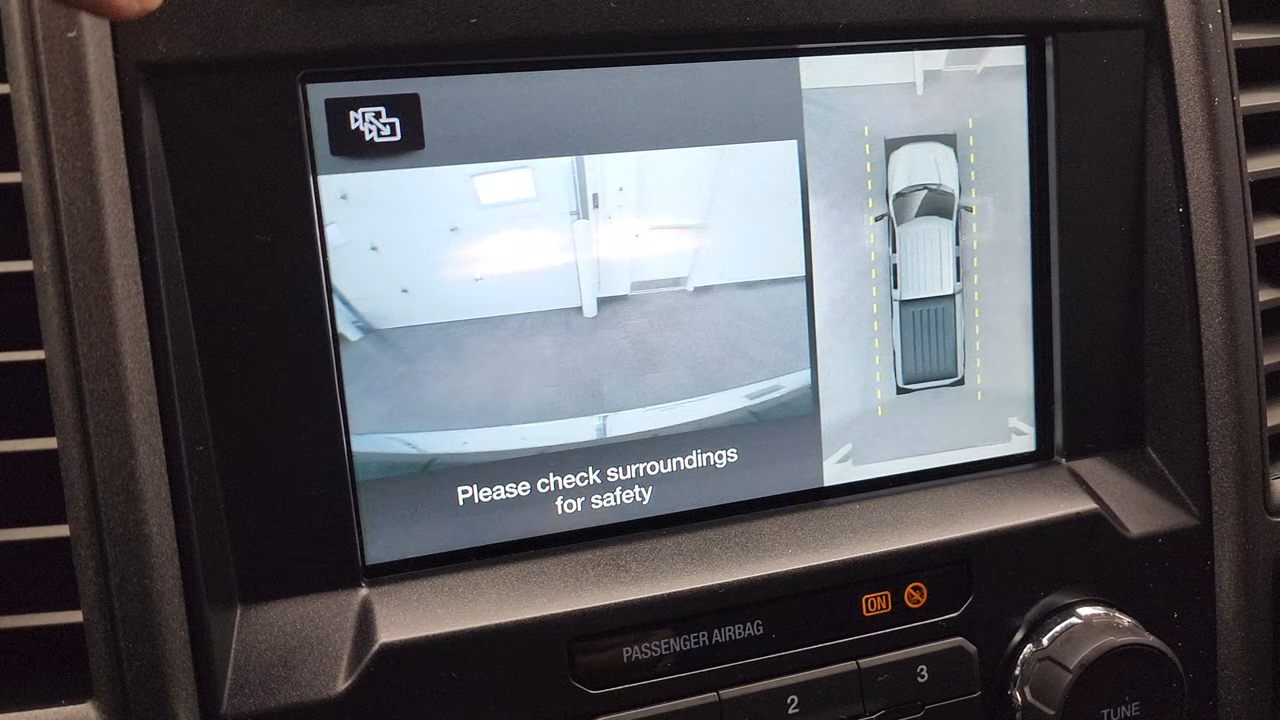 Please check surroundings
for safety
PASSENGER AIRBAG
ON
2
3
TUNE